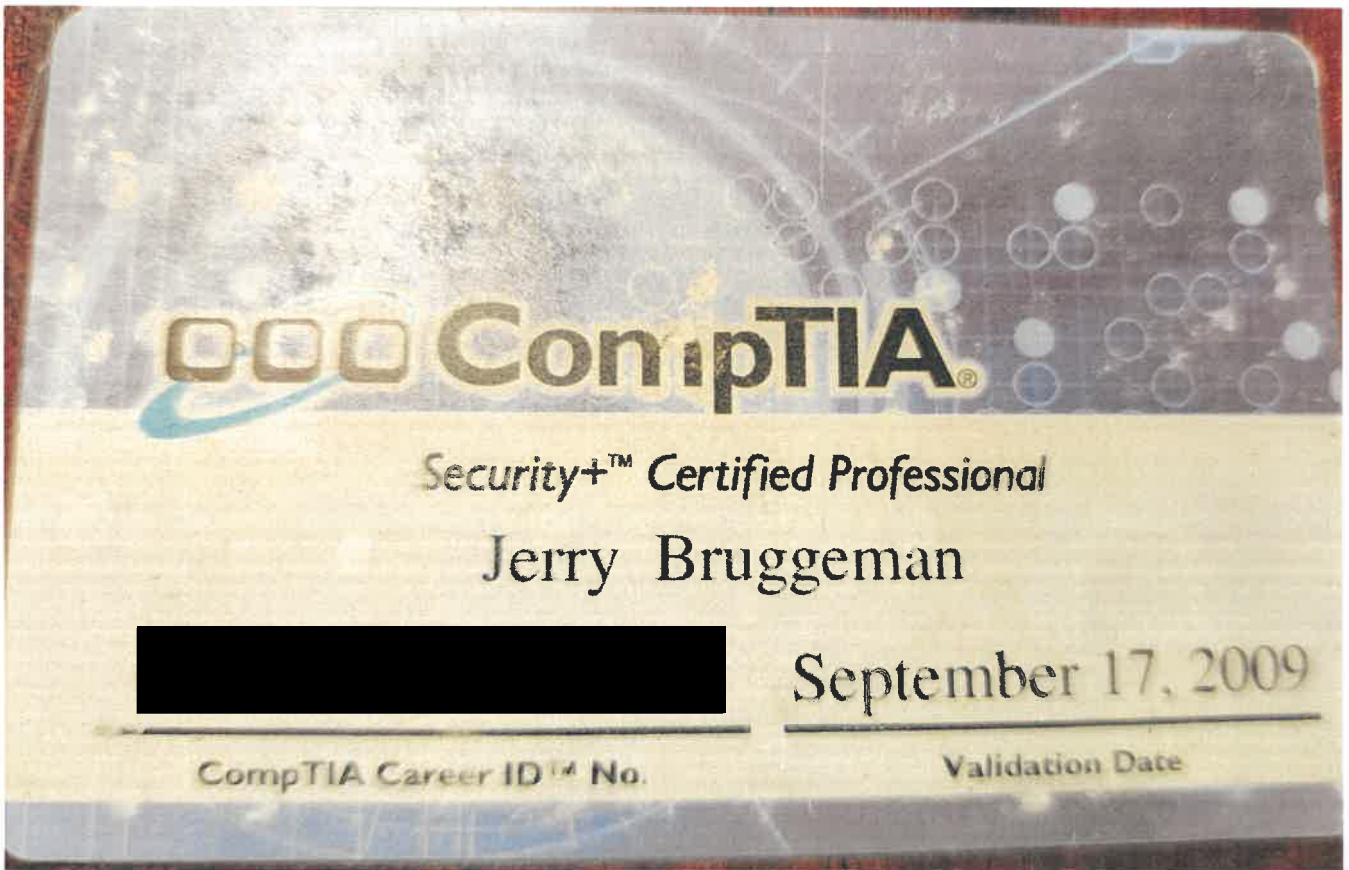 CompTIA®
Security+™ Certified Professional
Jerry Bruggeman
September 17, 2009
CompTIA Career ID™ No.
Validation Date